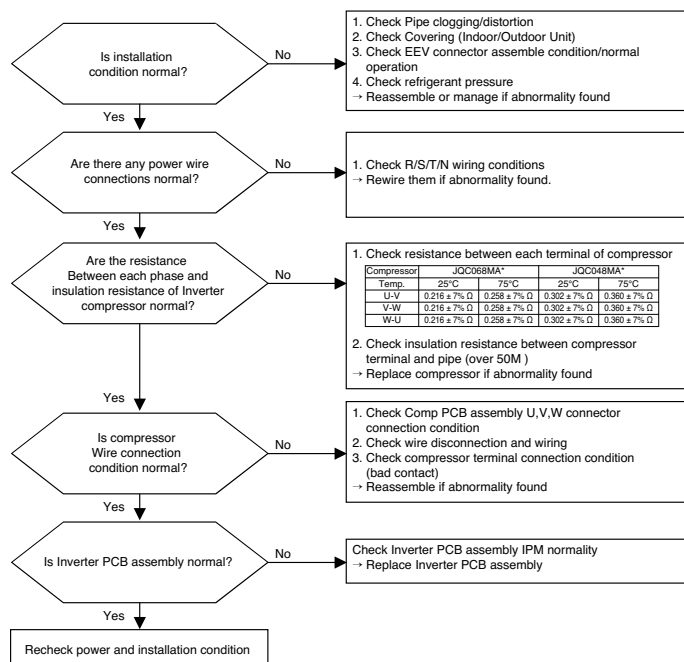 Is installation
condition normal?
No
1. Check Pipe clogging/distortion
2. Check Covering (Indoor/Outdoor Unit)
3. Check EEV connector assemble condition/normal
operation
4. Check refrigerant pressure
→ Reassemble or manage if abnormality found
Yes
Are there any power wire
connections normal?
No
1. Check R/S/T/N wiring conditions
→ Rewire them if abnormality found.
Yes
Are the resistance
Between each phase and
insulation resistance of Inverter
compressor normal?
No
1. Check resistance between each terminal of compressor
Compressor JQC068MA* JQC048MA*
Temp. 25°C 75°C 25°C 75°C
U-V 0.216 ± 7% Ω 0.258 ± 7% Ω 0.302 ± 7% Ω 0.360 ± 7% Ω
V-W 0.216 ± 7% Ω 0.258 ± 7% Ω 0.302 ± 7% Ω 0.360 ± 7% Ω
W-U 0.216 ± 7% Ω 0.258 ± 7% Ω 0.302 ± 7% Ω 0.360 ± 7% Ω
2. Check insulation resistance between compressor
terminal and pipe (over 50M )
→ Replace compressor if abnormality found
Yes
Is compressor
Wire connection
condition normal?
No
1. Check Comp PCB assembly U,V,W connector
connection condition
2. Check wire disconnection and wiring
3. Check compressor terminal connection condition
(bad contact)
→ Reassemble if abnormality found
Yes
Is Inverter PCB assembly normal?
No
Check Inverter PCB assembly IPM normality
→ Replace Inverter PCB assembly
Yes
Recheck power and installation condition